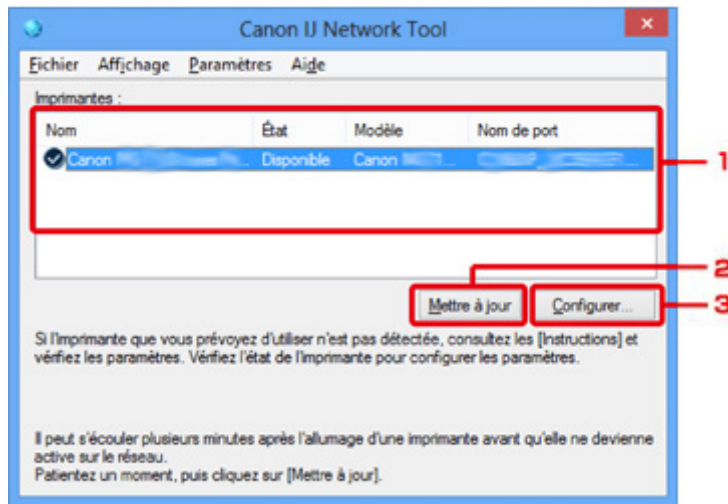 Canon IJ Network Tool
Fichier Affichage Paramètres Aide
Imprimantes :
Nom État Modèle Nom de port
Canon Disponible Canon
1
2
Mettre à jour Configurer...
3
Si l'imprimante que vous prévoyez d'utiliser n'est pas détectée, consultez les [Instructions] et
vérifiez les paramètres. Vérifiez l'état de l'imprimante pour configurer les paramètres.
Il peut s'écouler plusieurs minutes après l'allumage d'une imprimante avant qu'elle ne devienne
active sur le réseau.
Patientez un moment, puis cliquez sur [Mettre à jour].